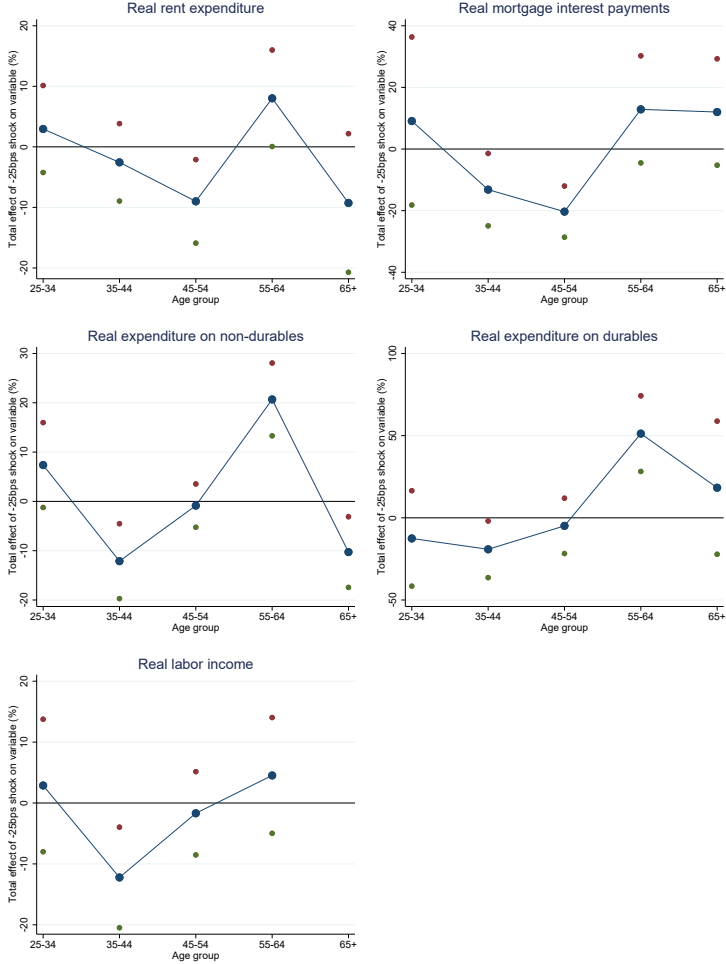 Real rent expenditure
Total effect of -25bps shock on variable (%)
20
10
0
-10
-20
25-34 35-44 45-54 55-64 65+
Age group
Real mortgage interest payments
Total effect of -25bps shock on variable (%)
40
20
0
-20
-40
25-34 35-44 45-54 55-64 65+
Age group
Real expenditure on non-durables
Total effect of -25bps shock on variable (%)
30
20
10
0
-10
-20
25-34 35-44 45-54 55-64 65+
Age group
Real expenditure on durables
Total effect of -25bps shock on variable (%)
100
50
0
-50
25-34 35-44 45-54 55-64 65+
Age group
Real labor income
Total effect of -25bps shock on variable (%)
20
10
0
-10
-20
25-34 35-44 45-54 55-64 65+
Age group